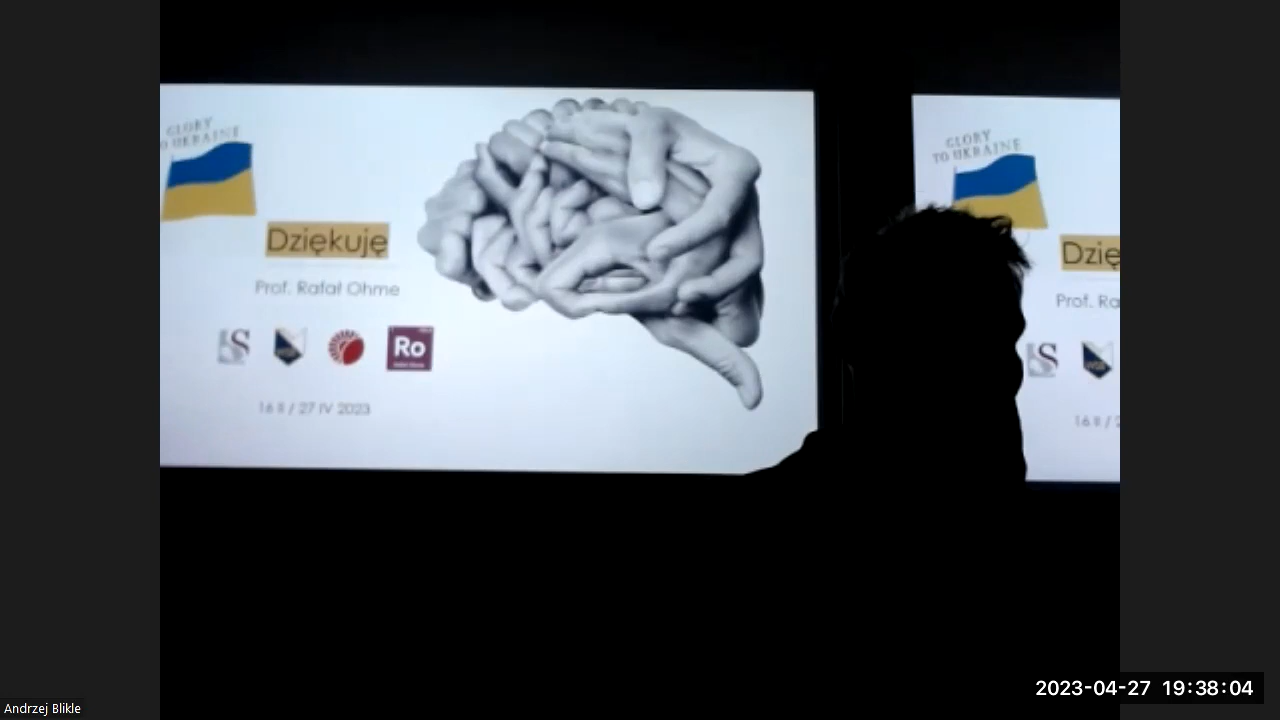 GLORY
TO UKRAINE
Dziękuję
Prof. Rafał Ohme
Ro
16 II / 27 IV 2023
GLORY
TO UKRAINE
Dzię
Prof. Ra
16 II / 2
Andrzej Blikle
2023-04-27 19:38:04